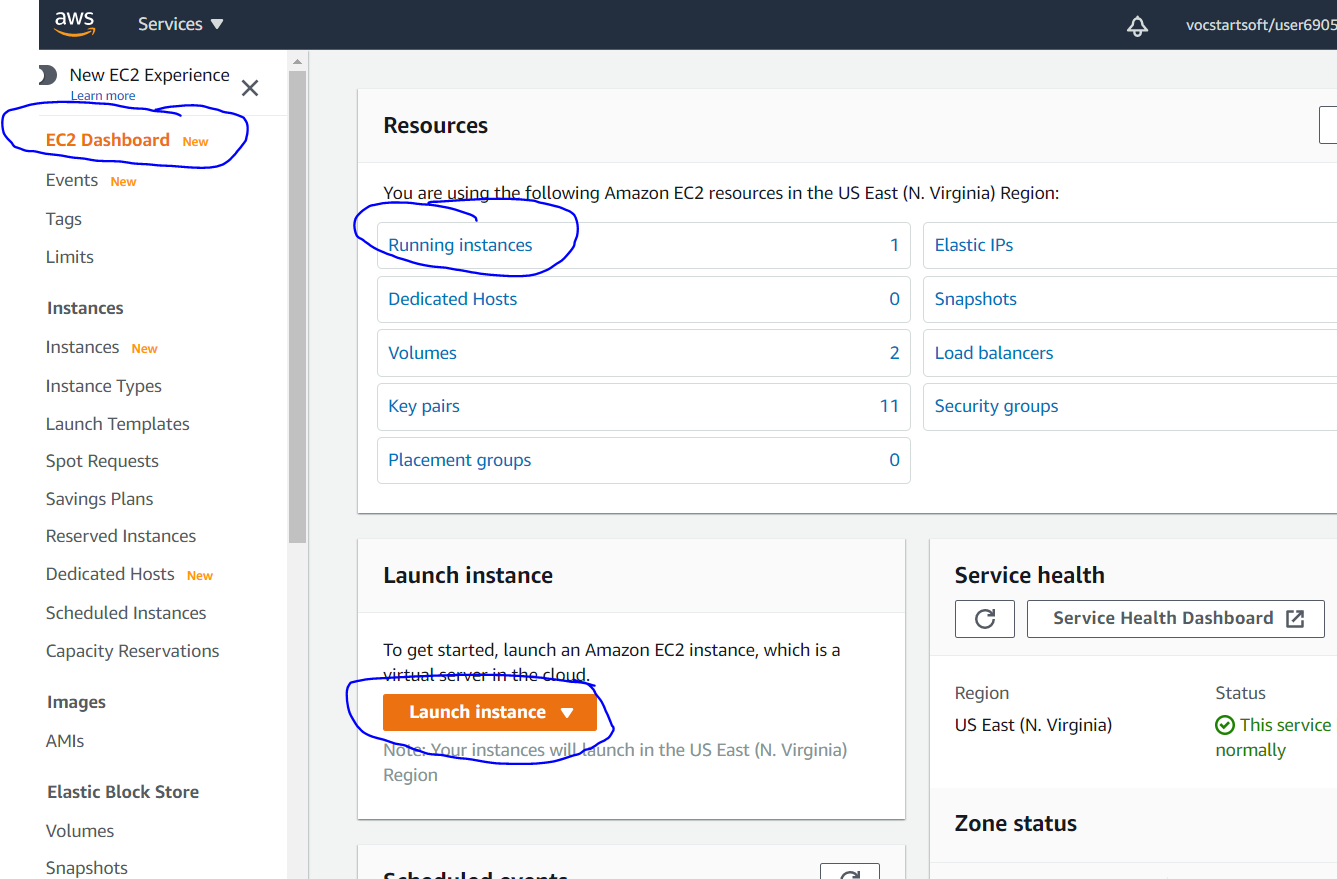 aws
Services
vocstartsoft/user6905
New EC2 Experience
Learn more
EC2 Dashboard New
Events New
Tags
Limits
Instances
Instances New
Instance Types
Launch Templates
Spot Requests
Savings Plans
Reserved Instances
Dedicated Hosts New
Scheduled Instances
Capacity Reservations
Images
AMIs
Elastic Block Store
Volumes
Snapshots
Resources
You are using the following Amazon EC2 resources in the US East (N. Virginia) Region:
Running instances 1
Elastic IPs
Dedicated Hosts 0
Snapshots
Volumes 2
Load balancers
Key pairs 11
Security groups
Placement groups 0
Launch instance
To get started, launch an Amazon EC2 instance, which is a
virtual server in the cloud.
Launch instance
Note: Your instances will launch in the US East (N. Virginia)
Region
Scheduled events
Service health
Service Health Dashboard
Region
Status
US East (N. Virginia)
This service
normally
Zone status